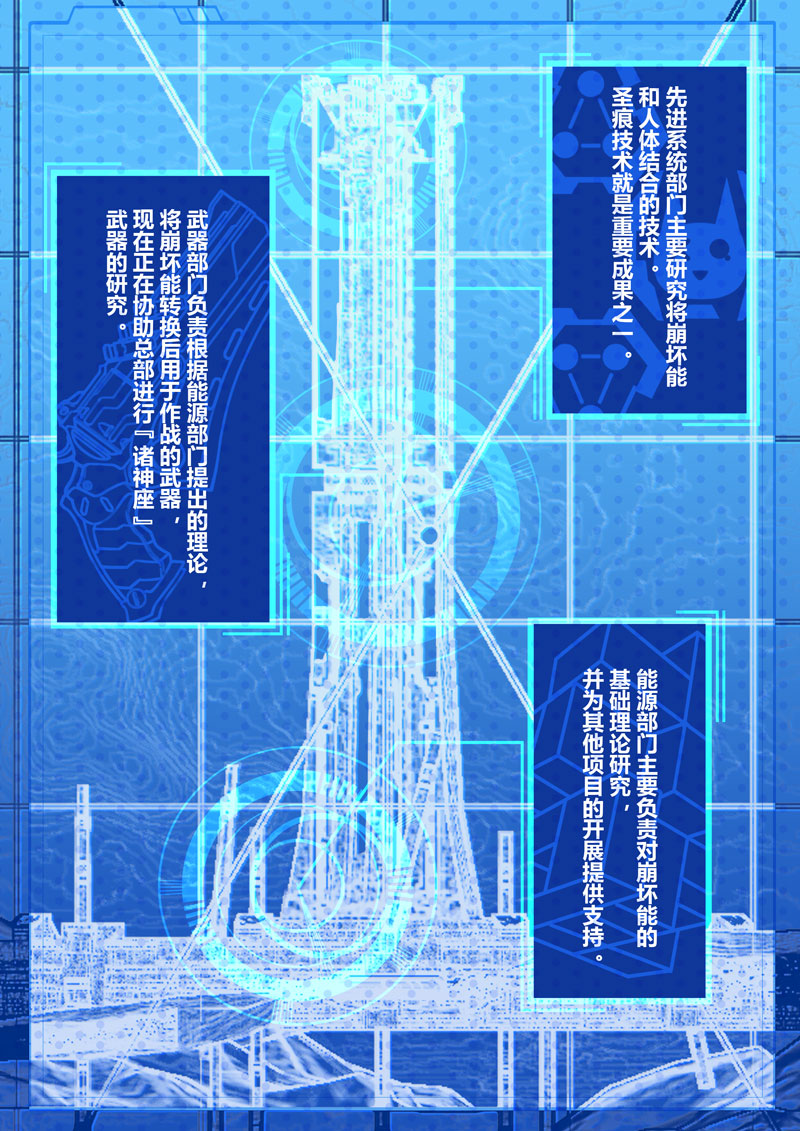 先进系统部门主要研究将崩坏能
和人体结合的技术。
圣痕技术就是重要成果之一。
武器部门负责根据能源部门提出的理论，
将崩坏能转换后用于作战的武器，
现在正在协助总部进行『诸神座』
武器的研究。
能源部门主要负责对崩坏能的
基础理论研究，
并为其他项目的开展提供支持。